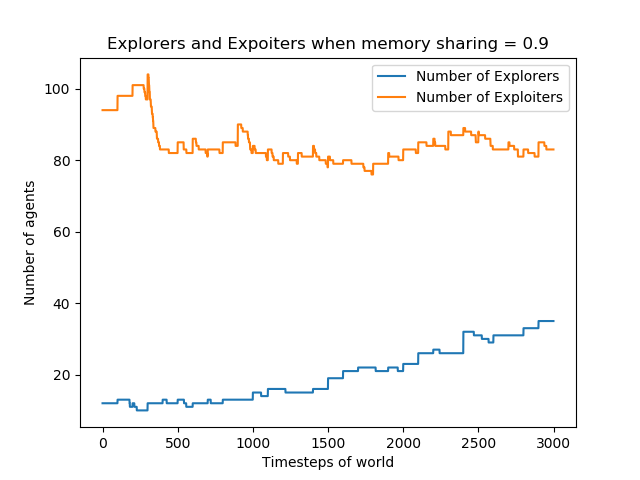 Explorers and Expoiters when memory sharing = 0.9
Number of Explorers
Number of Exploiters
Number of agents
100
80
60
40
20
0 500 1000 1500 2000 2500 3000
Timesteps of world